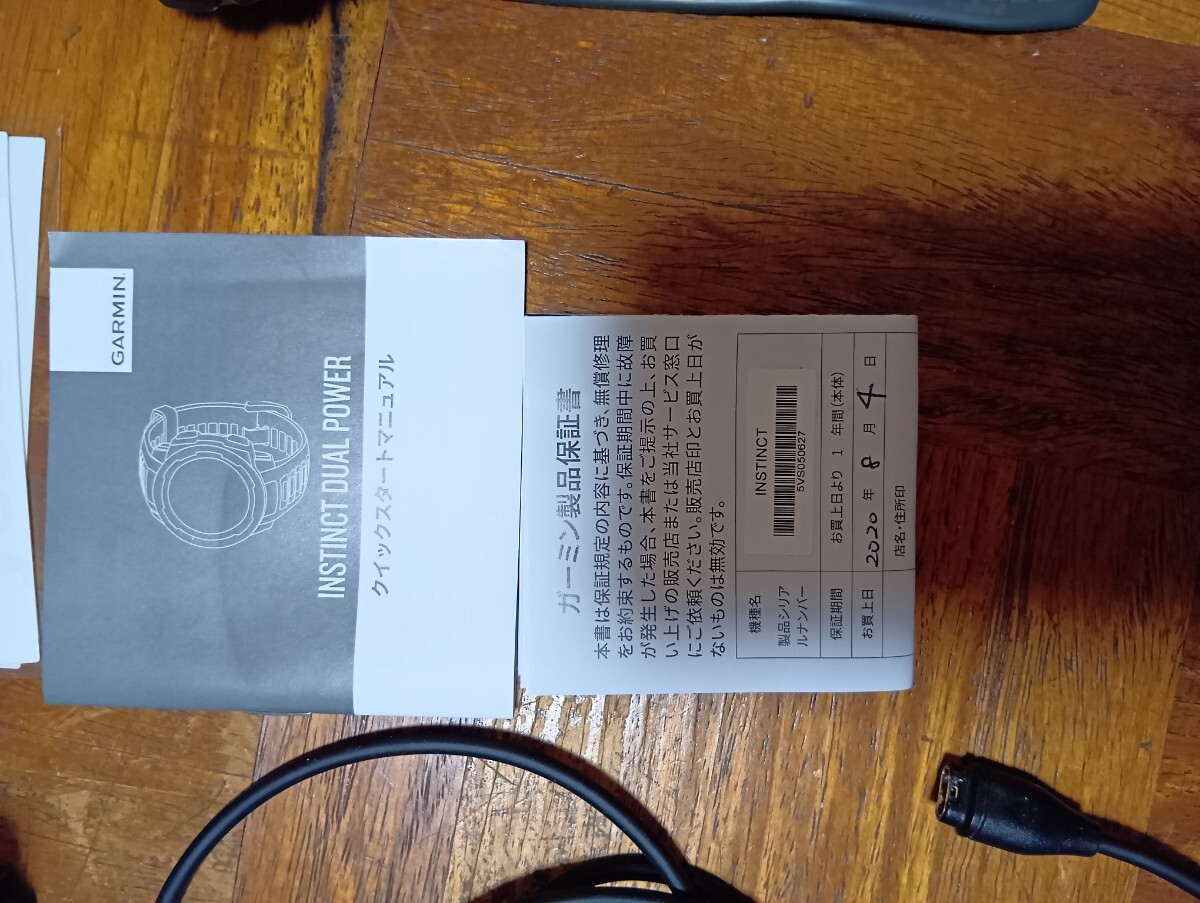 GARMIN
INSTINCT DUAL POWER
クイックスタートマニュアル
ガーミン製品保証書
本書は保証規定の内容に基づき、無償修理
をお約束するものです。保証期間中に故障
が発生した場合、本書をご提示の上、お買
い上げの販売店または当社サービス窓口
にご依頼ください。販売店印とお買上日が
ないものは無効です。
機種名
製品シリア
ルナンバー
INSTINCT
5VS050627
保証期間
お買上日より 1 年間(本体)
お買上日
2020 年 8 月 4 日
店名・住所印